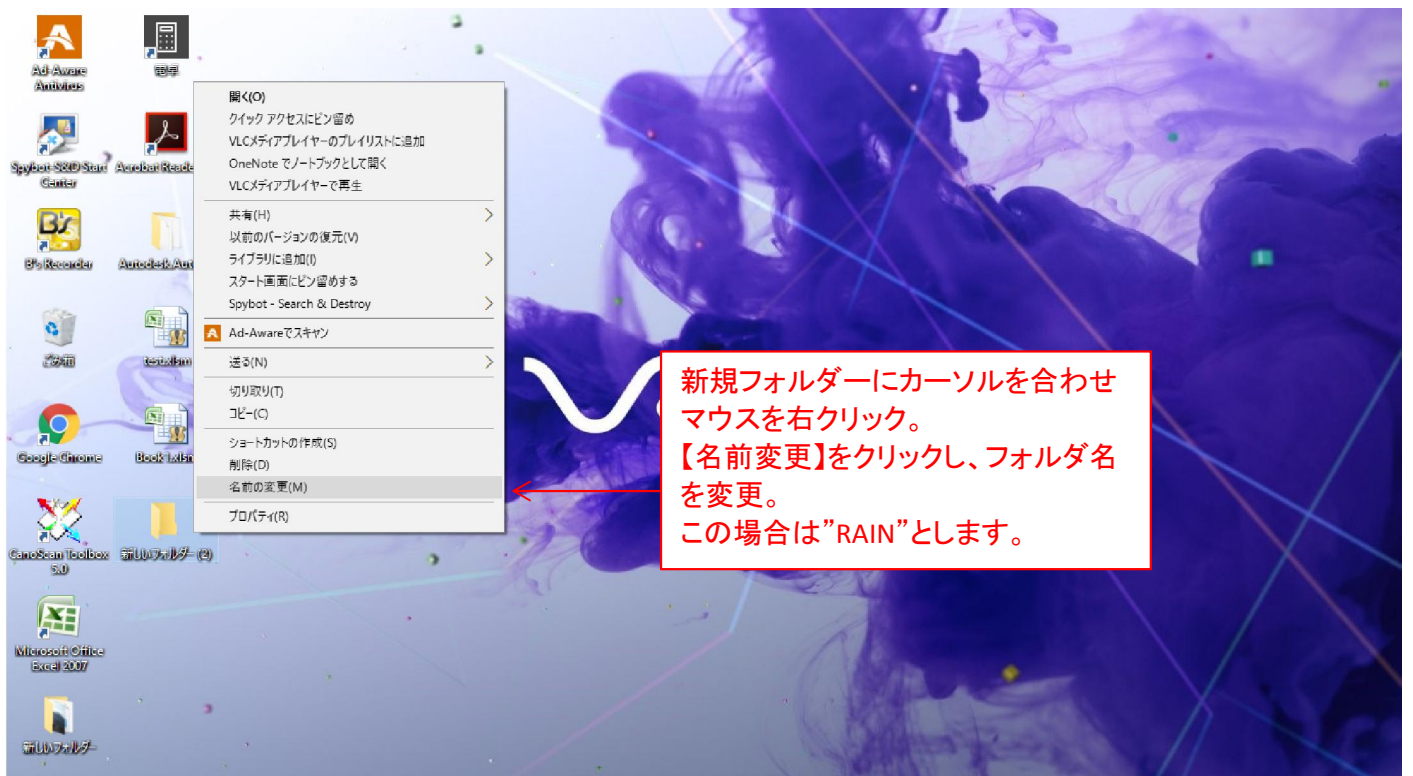 Ad-Aware
Antivirus
電卓
Spybot-S&D Start
Center
Acrobat Reade
B's Recorder
Autodesk Aut
ごみ箱
test.xlsm
Google Chrome
Book1.xlsm
CanoScan Toolbox
5.0
新しいフォルダー (2)
Microsoft Office
Excel 2007
新しいフォルダー
開く(O)
クイック アクセスにピン留め
VLCメディアプレイヤーのプレイリストに追加
OneNote でノートブックとして開く
VLCメディアプレイヤーで再生
共有(H)
以前のバージョンの復元(V)
ライブラリに追加(I)
スタート画面にピン留めする
Spybot - Search & Destroy
Ad-Awareでスキャン
送る(N)
切り取り(T)
コピー(C)
ショートカットの作成(S)
削除(D)
名前の変更(M)
プロパティ(R)
新規フォルダーにカーソルを合わせ
マウスを右クリック。
【名前変更】をクリックし、フォルダ名
を変更。
この場合は”RAIN”とします。